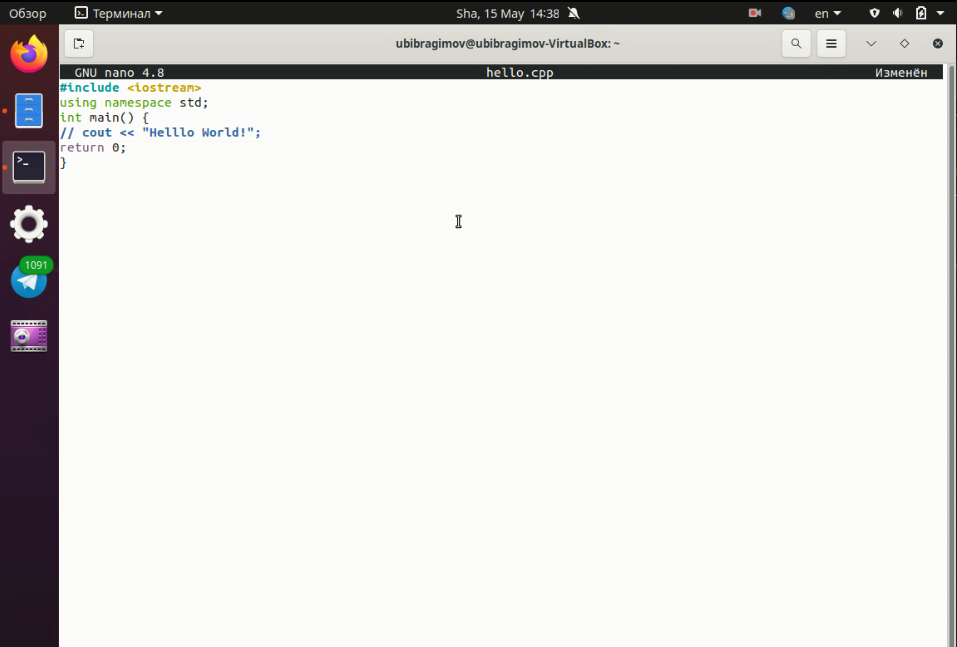 Обзор Терминал Sha, 15 May 14:38 en
ubibragimov@ubibragimov-VirtualBox: ~
GNU nano 4.8 hello.cpp Изменён
#include <iostream>
using namespace std;
int main() {
// cout << "Helllo World!";
return 0;
}
1091